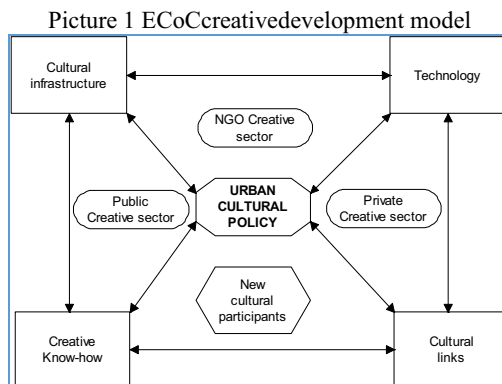 Picture 1 ECoCcreativedevelopment model
Cultural
infrastructure
Technology
NGO Creative
sector
Public
Creative sector
URBAN
CULTURAL
POLICY
Private
Creative sector
New
cultural
participants
Creative
Know-how
Cultural
links